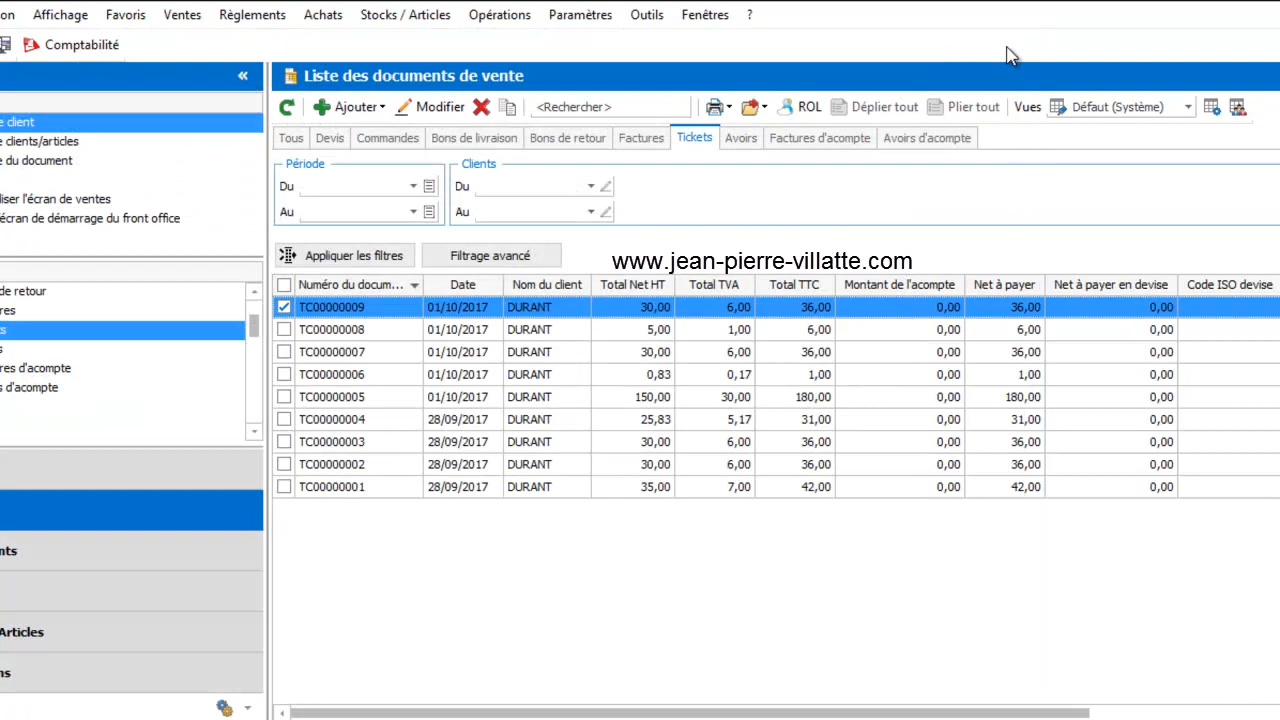 on Affichage Favoris Ventes Règlements Achats Stocks / Articles Opérations Paramètres Outils Fenêtres ?
Comptabilité
«
e client
e clients/articles
e du document
liser l'écran de ventes
'écran de démarrage du front office
de retour
res
s
s
res d'acompte
s d'acompte
nts
Articles
ns
Liste des documents de vente
Ajouter Modifier <Rechercher> ROL Déplier tout Plier tout Vues Défaut (Système)
Tous Devis Commandes Bons de livraison Bons de retour Factures Tickets Avoirs Factures d'acompte Avoirs d'acompte
Période Clients
Du Du
Au Au
Appliquer les filtres Filtrage avancé
www.jean-pierre-villatte.com
Numéro du docum... Date Nom du client Total Net HT Total TVA Total TTC Montant de l'acompte Net à payer Net à payer en devise Code ISO devise
TC00000009 01/10/2017 DURANT 30,00 6,00 36,00 0,00 36,00 0,00
TC00000008 01/10/2017 DURANT 5,00 1,00 6,00 0,00 6,00 0,00
TC00000007 01/10/2017 DURANT 30,00 6,00 36,00 0,00 36,00 0,00
TC00000006 01/10/2017 DURANT 0,83 0,17 1,00 0,00 1,00 0,00
TC00000005 01/10/2017 DURANT 150,00 30,00 180,00 0,00 180,00 0,00
TC00000004 28/09/2017 DURANT 25,83 5,17 31,00 0,00 31,00 0,00
TC00000003 28/09/2017 DURANT 30,00 6,00 36,00 0,00 36,00 0,00
TC00000002 28/09/2017 DURANT 30,00 6,00 36,00 0,00 36,00 0,00
TC00000001 28/09/2017 DURANT 35,00 7,00 42,00 0,00 42,00 0,00